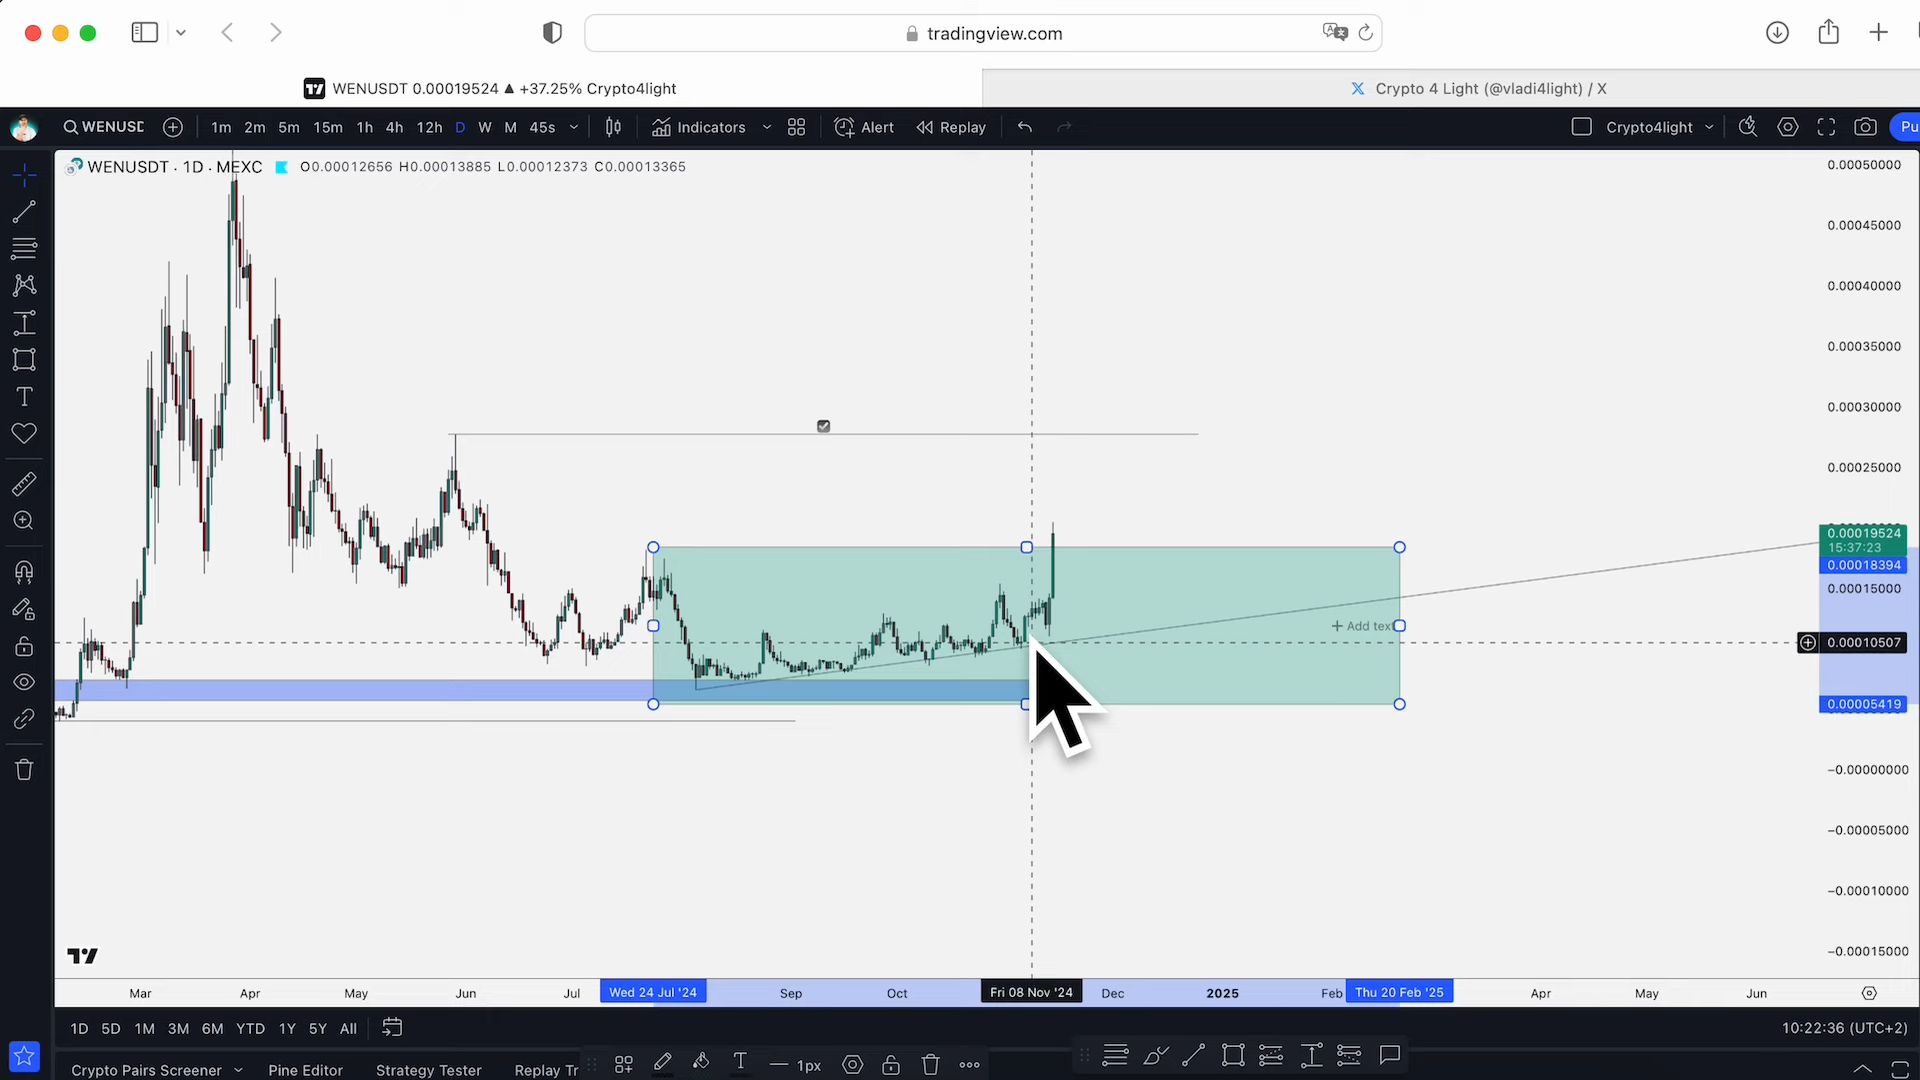 tradingview.com
WENUSDT 0.00019524 ▲ +37.25% Crypto4light
Crypto 4 Light (@vladi4light) / X
WENUSD
1m 2m 5m 15m 1h 4h 12h D W M 45s
Indicators
Alert
Replay
Crypto4light
Pu
WENUSDT · 1D · MEXC O0.00012656 H0.00013885 L0.00012373 C0.00013365
0.00050000
0.00045000
0.00040000
0.00035000
0.00030000
0.00025000
0.00019524
15:37:23
0.00018394
0.00015000
+ Add text
0.00010507
0.00005419
−0.00000000
−0.00005000
−0.00010000
−0.00015000
Mar Apr May Jun Jul Wed 24 Jul '24 Sep Oct Fri 08 Nov '24 Dec 2025 Feb Thu 20 Feb '25 Apr May Jun
1D 5D 1M 3M 6M YTD 1Y 5Y All
10:22:36 (UTC+2)
Crypto Pairs Screener Pine Editor Strategy Tester Replay Tr
T
1px